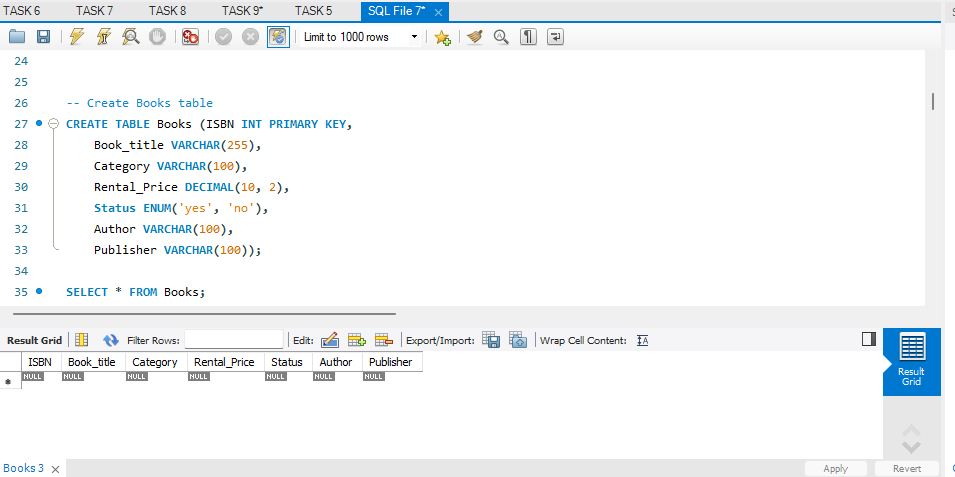 TASK 6 TASK 7 TASK 8 TASK 9* TASK 5 SQL File 7*
Limit to 1000 rows
24
25
26 -- Create Books table
27 CREATE TABLE Books (ISBN INT PRIMARY KEY,
28 Book_title VARCHAR(255),
29 Category VARCHAR(100),
30 Rental_Price DECIMAL(10, 2),
31 Status ENUM('yes', 'no'),
32 Author VARCHAR(100),
33 Publisher VARCHAR(100));
34
35 SELECT * FROM Books;
Result Grid Filter Rows: Edit: Export/Import: Wrap Cell Content:
ISBN Book_title Category Rental_Price Status Author Publisher
NULL NULL NULL NULL NULL NULL NULL
Result
Grid
Books 3 Apply Revert